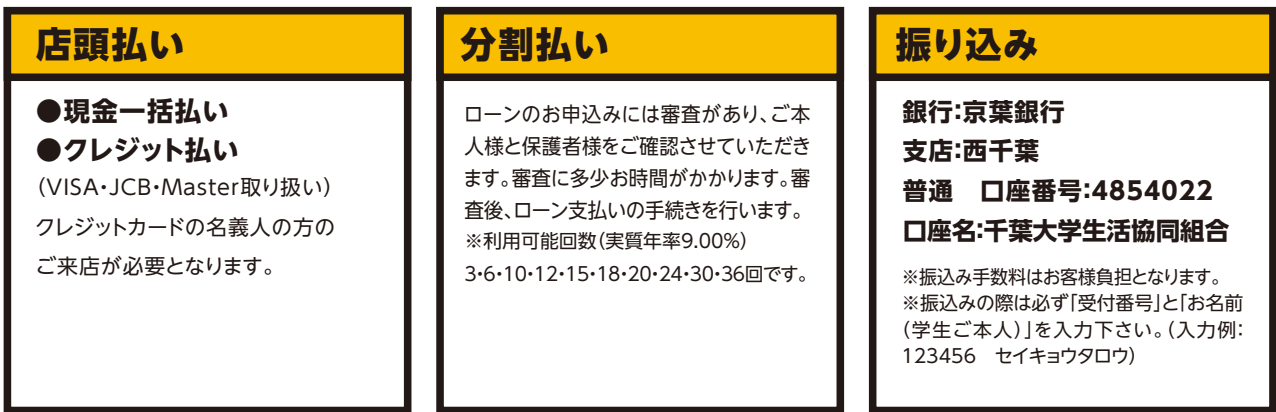 店頭払い
●現金一括払い
●クレジット払い
(VISA・JCB・Master取り扱い)
クレジットカードの名義人の方の
ご来店が必要となります。
分割払い
ローンのお申込みには審査があり、ご本
人様と保護者様をご確認させていただき
ます。審査に多少お時間がかかります。審
査後、ローン支払いの手続きを行います。
※利用可能回数(実質年率9.00%)
3・6・10・12・15・18・20・24・30・36回です。
振り込み
銀行:京葉銀行
支店:西千葉
普通　口座番号:4854022
口座名:千葉大学生活協同組合
※振込み手数料はお客様負担となります。
※振込みの際は必ず「受付番号」と「お名前
(学生ご本人)」を入力下さい。(入力例:
123456　セイキョウタロウ)